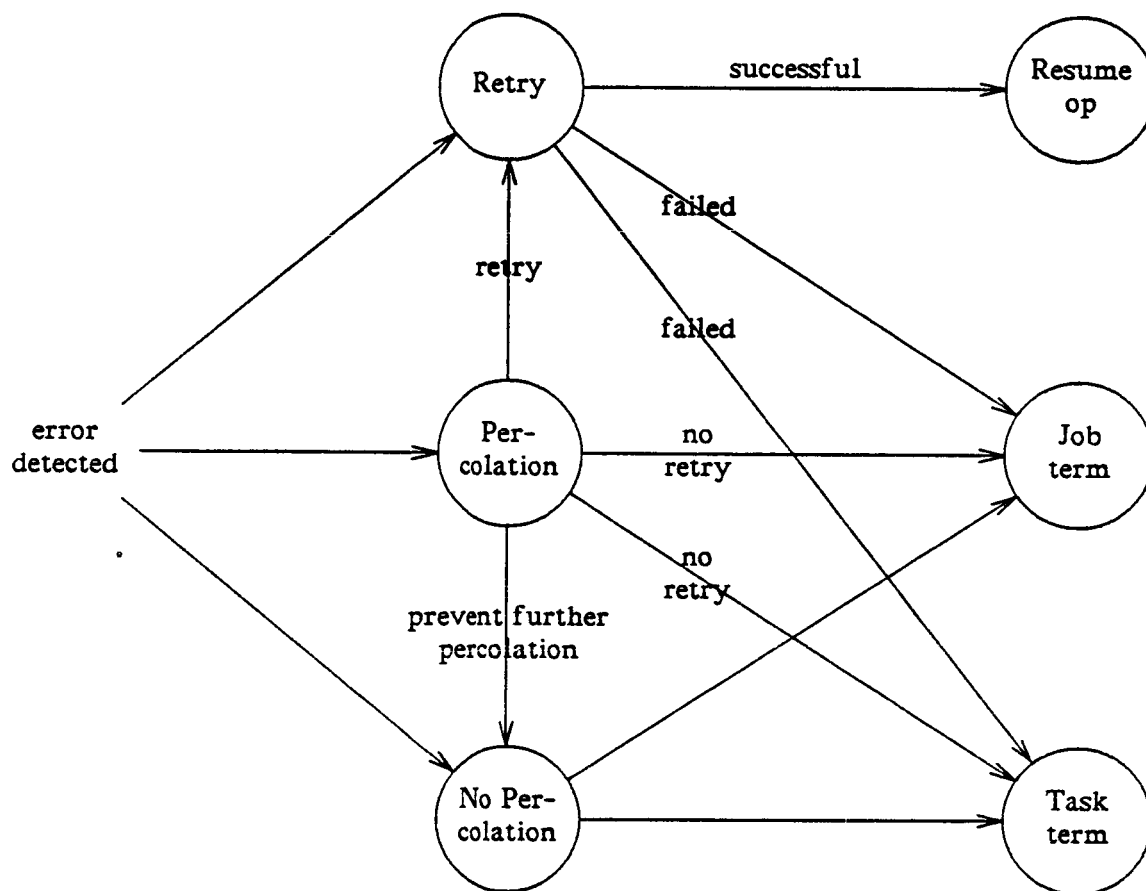 Retry
successful
Resume
op
failed
retry
failed
error
detected
Per-
colation
no
retry
Job
term
no
retry
prevent further
percolation
No Per-
colation
Task
term